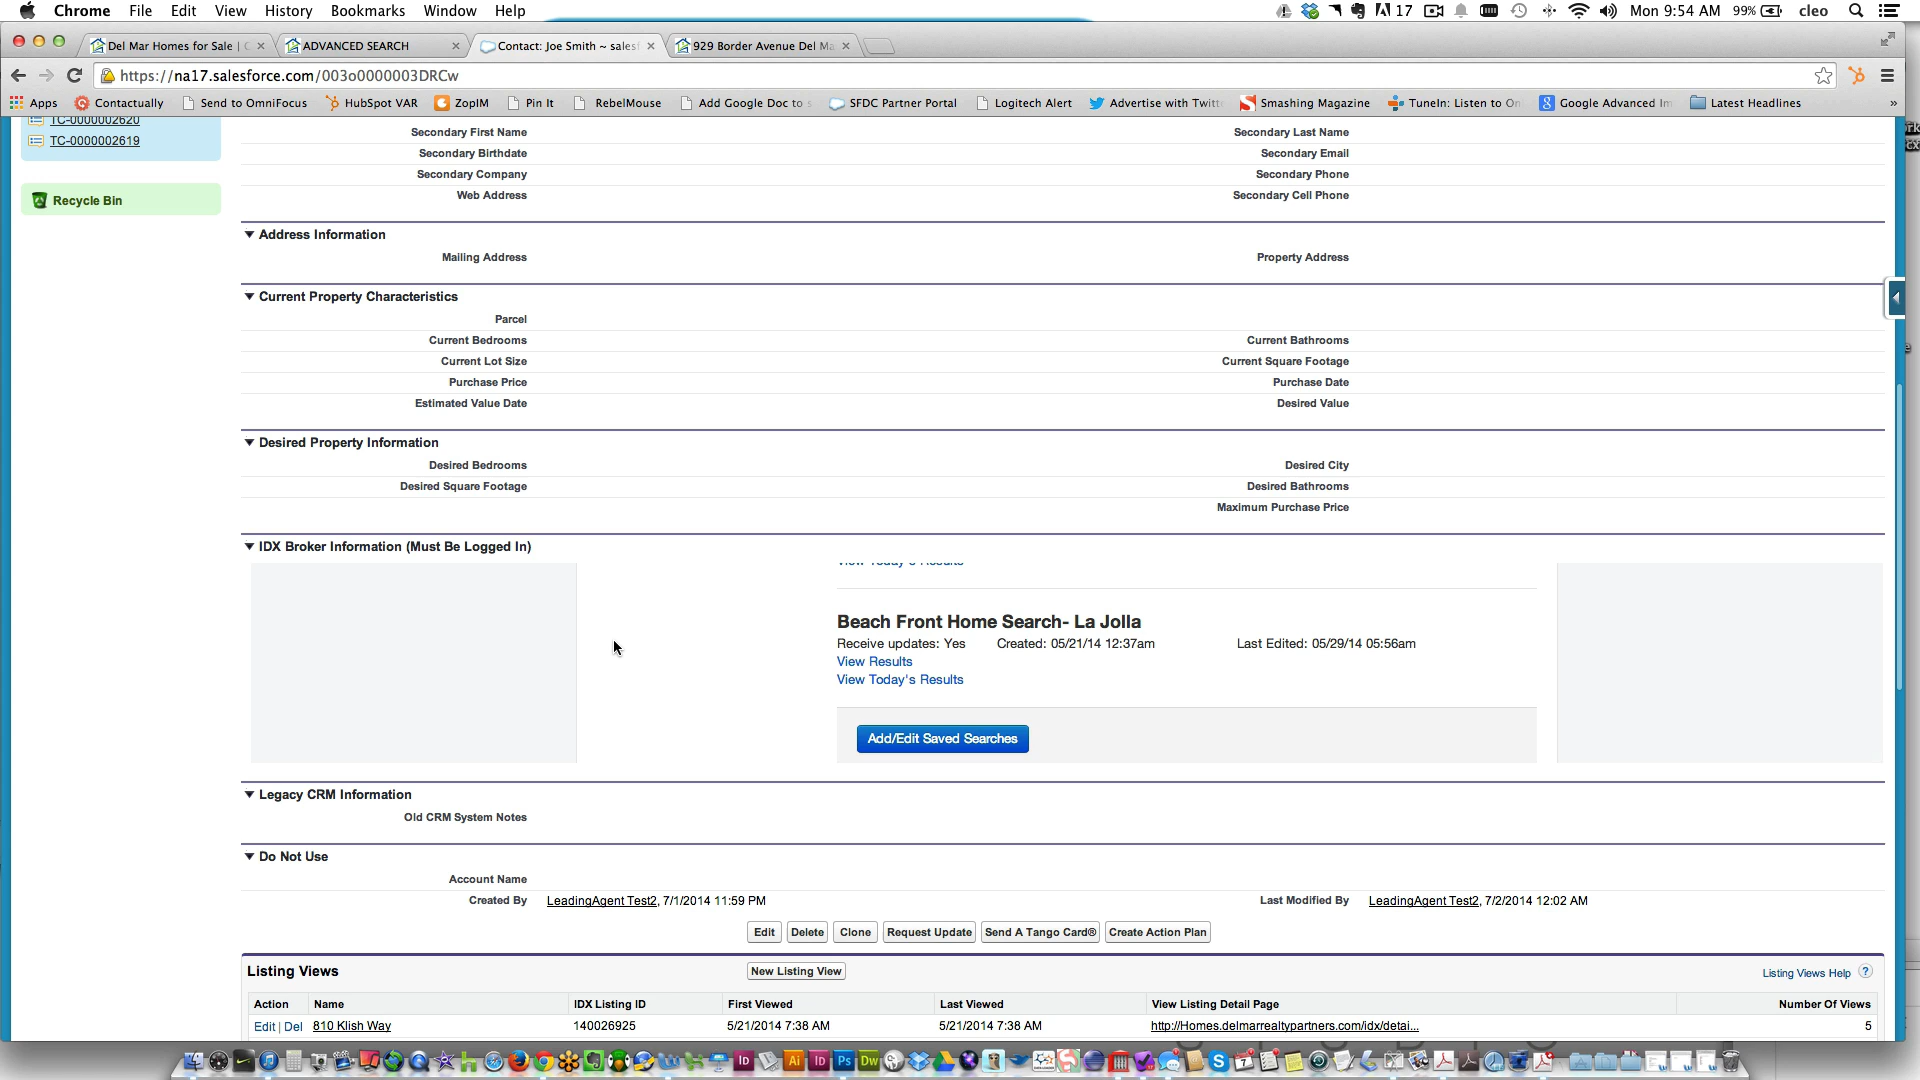 Chrome File Edit View History Bookmarks Window Help 17 Mon 9:54 AM 99% cleo
Del Mar Homes for Sale | ADVANCED SEARCH Contact: Joe Smith ~ salesf 929 Border Avenue Del Ma
https://na17.salesforce.com/003o0000003DRCw
Apps Contactually Send to OmniFocus HubSpot VAR ZopIM Pin It RebelMouse Add Google Doc to SFDC Partner Portal Logitech Alert Advertise with Twitt Smashing Magazine TuneIn: Listen to On Google Advanced Im Latest Headlines »
TC-0000002620
TC-0000002619
Recycle Bin
Secondary First Name Secondary Last Name
Secondary Birthdate Secondary Email
Secondary Company Secondary Phone
Web Address Secondary Cell Phone
Address Information
Mailing Address Property Address
Current Property Characteristics
Parcel
Current Bedrooms Current Bathrooms
Current Lot Size Current Square Footage
Purchase Price Purchase Date
Estimated Value Date Desired Value
Desired Property Information
Desired Bedrooms Desired City
Desired Square Footage Desired Bathrooms
Maximum Purchase Price
IDX Broker Information (Must Be Logged In)
View Today's Results
Beach Front Home Search- La Jolla
Receive updates: Yes Created: 05/21/14 12:37am Last Edited: 05/29/14 05:56am
View Results
View Today's Results
Add/Edit Saved Searches
Legacy CRM Information
Old CRM System Notes
Do Not Use
Account Name
Created By LeadingAgent Test2, 7/1/2014 11:59 PM Last Modified By LeadingAgent Test2, 7/2/2014 12:02 AM
Edit Delete Clone Request Update Send A Tango Card® Create Action Plan
Listing Views New Listing View Listing Views Help ?
Action Name IDX Listing ID First Viewed Last Viewed View Listing Detail Page Number Of Views
Edit | Del 810 Klish Way 140026925 5/21/2014 7:38 AM 5/21/2014 7:38 AM http://Homes.delmarrealtypartners.com/idx/detai... 5